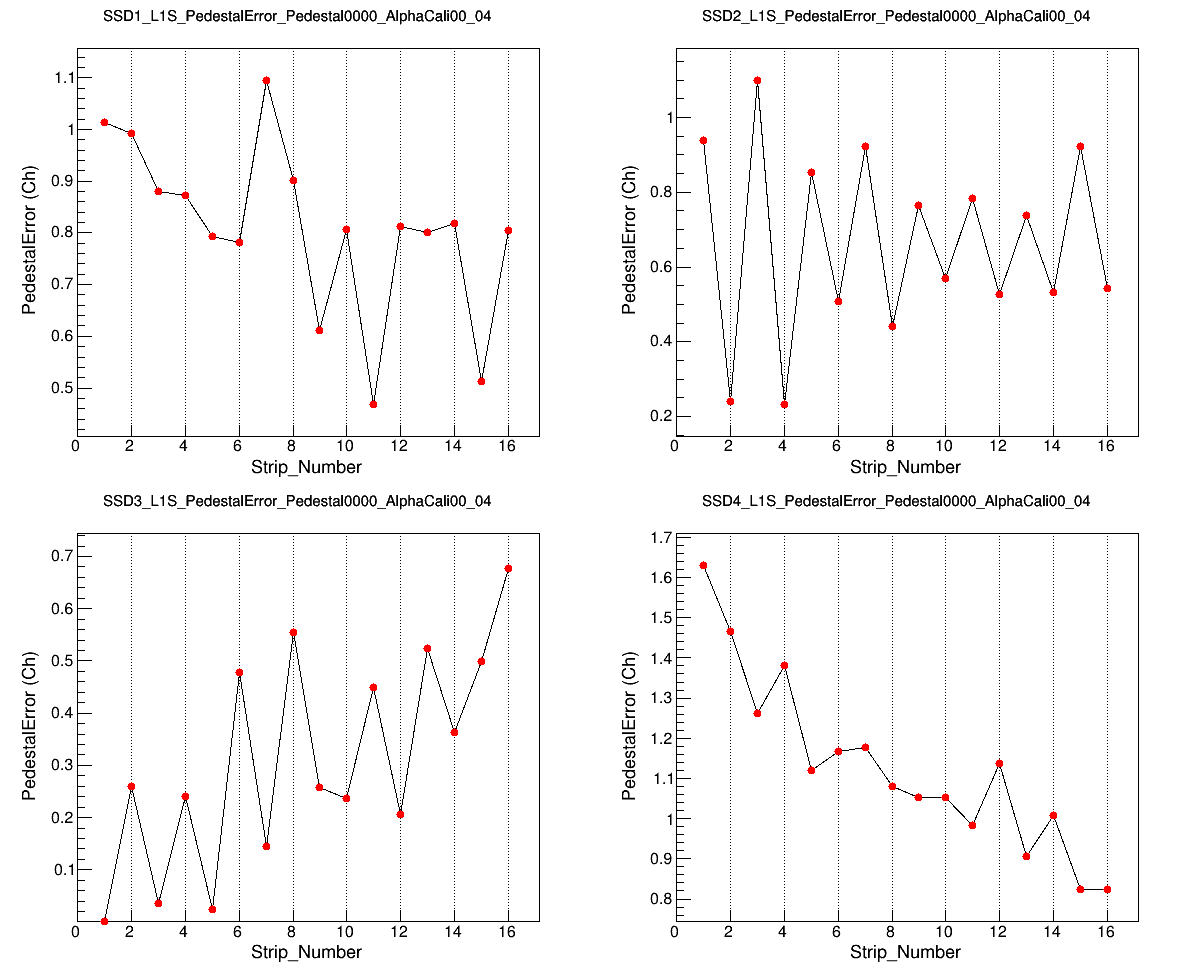 SSD1_L1S_PedestalError_Pedestal0000_AlphaCali00_04
PedestalError (Ch)
1.1
1
0.9
0.8
0.7
0.6
0.5
0 2 4 6 8 10 12 14 16
Strip_Number
SSD2_L1S_PedestalError_Pedestal0000_AlphaCali00_04
PedestalError (Ch)
1
0.8
0.6
0.4
0.2
0 2 4 6 8 10 12 14 16
Strip_Number
SSD3_L1S_PedestalError_Pedestal0000_AlphaCali00_04
PedestalError (Ch)
0.7
0.6
0.5
0.4
0.3
0.2
0.1
0 2 4 6 8 10 12 14 16
Strip_Number
SSD4_L1S_PedestalError_Pedestal0000_AlphaCali00_04
PedestalError (Ch)
1.7
1.6
1.5
1.4
1.3
1.2
1.1
1
0.9
0.8
0 2 4 6 8 10 12 14 16
Strip_Number